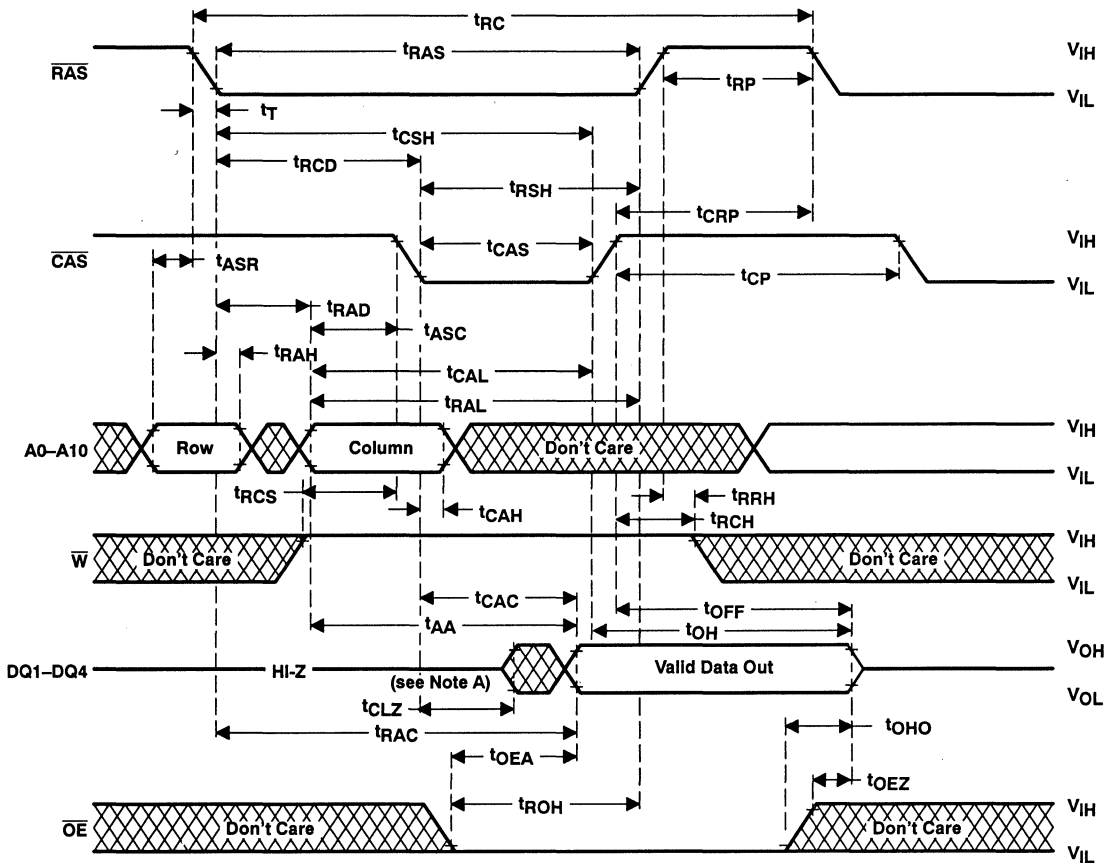 tRC
tRAS
VIH
RAS
tRP
VIL
tT
tCSH
tRCD
tRSH
tCRP
VIH
CAS
tCAS
tASR
tCP
VIL
tRAD
tASC
tRAH
tCAL
tRAL
VIH
A0–A10
Row
Column
Don't Care
VIL
tRCS
tRRH
tCAH
tRCH
VIH
W
Don't Care
Don't Care
VIL
tCAC
tOFF
tAA
tOH
VOH
DQ1–DQ4
HI-Z
Valid Data Out
(see Note A)
VOL
tCLZ
tRAC
tOHO
tOEA
tOEZ
tROH
VIH
OE
Don't Care
Don't Care
VIL